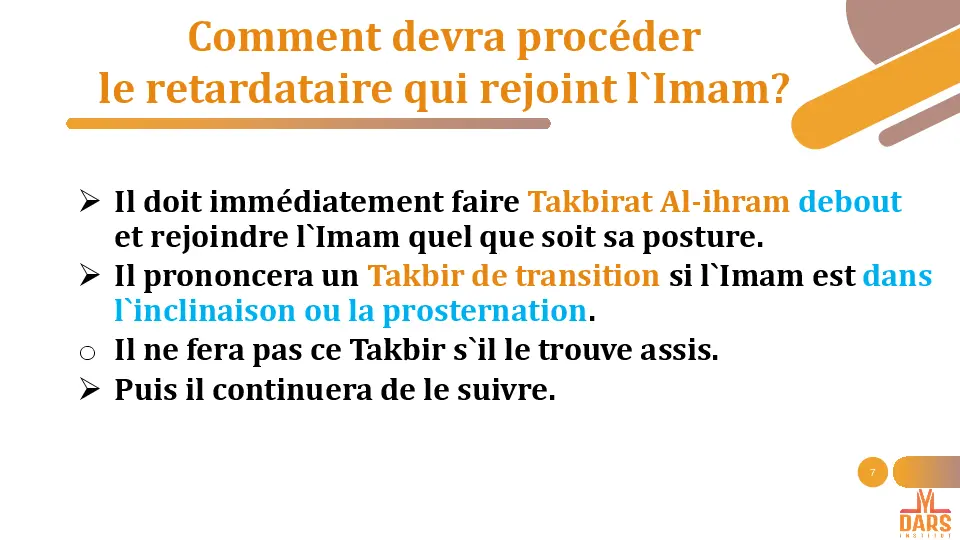 Comment devra procéder
le retardataire qui rejoint l`Imam?
➢ Il doit immédiatement faire Takbirat Al-ihram debout
et rejoindre l`Imam quel que soit sa posture.
➢ Il prononcera un Takbir de transition si l`Imam est dans
l`inclinaison ou la prosternation.
o Il ne fera pas ce Takbir s`il le trouve assis.
➢ Puis il continuera de le suivre.
7
DARS
INSTITUT